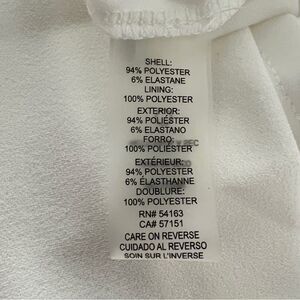 SHELL:
94% POLYESTER
6% ELASTANE
LINING:
100% POLYESTER
EXTERIOR:
94% POLIÉSTER
6% ELASTANO
FORRO:
100% POLIÉSTER
EXTÉRIEUR:
94% POLYESTER
6% ÉLASTHANNE
DOUBLURE:
100% POLYESTER
RN# 54163
CA# 57151
CARE ON REVERSE
CUIDADO AL REVERSO
SOIN SUR L'INVERSE